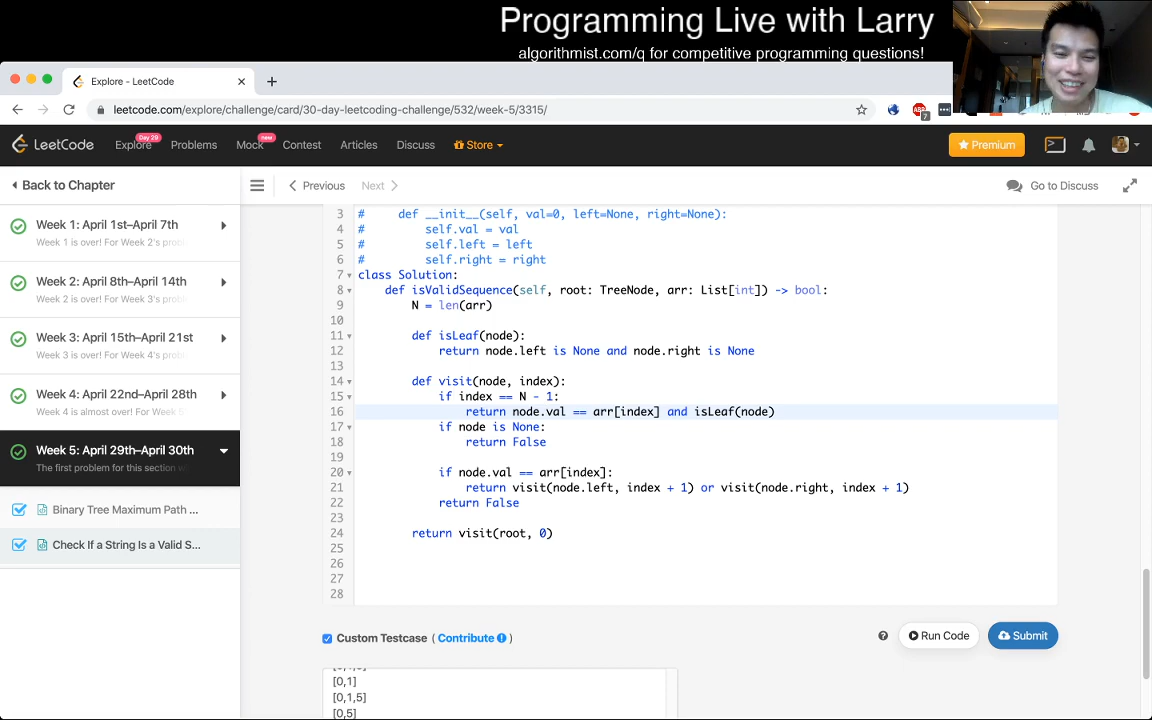 Programming Live with Larry
algorithmist.com/q for competitive programming questions!
Explore - LeetCode
leetcode.com/explore/challenge/card/30-day-leetcoding-challenge/532/week-5/3315/
ABP
7
LeetCode
Explore
Day 29
Problems
Mock
new
Contest
Articles
Discuss
Store
Premium
Back to Chapter
Previous
Next
Go to Discuss
Week 1: April 1st–April 7th
Week 1 is over! For Week 2's
Week 2: April 8th–April 14th
Week 2 is over! For Week 3's
Week 3: April 15th–April 21st
Week 3 is over! For Week 4's
Week 4: April 22nd–April 28th
Week 4 is almost over! For Week
Week 5: April 29th–April 30th
The first problem for this section
Binary Tree Maximum Path ...
Check If a String Is a Valid S...
3 # def __init__(self, val=0, left=None, right=None):
4 # self.val = val
5 # self.left = left
6 # self.right = right
7 class Solution:
8 def isValidSequence(self, root: TreeNode, arr: List[int]) -> bool:
9 N = len(arr)
10
11 def isLeaf(node):
12 return node.left is None and node.right is None
13
14 def visit(node, index):
15 if index == N - 1:
16 return node.val == arr[index] and isLeaf(node)
17 if node is None:
18 return False
19
20 if node.val == arr[index]:
21 return visit(node.left, index + 1) or visit(node.right, index + 1)
22 return False
23
24 return visit(root, 0)
25
26
27
28
Custom Testcase ( Contribute )
Run Code
Submit
[0,1]
[0,1,5]
[0,5]